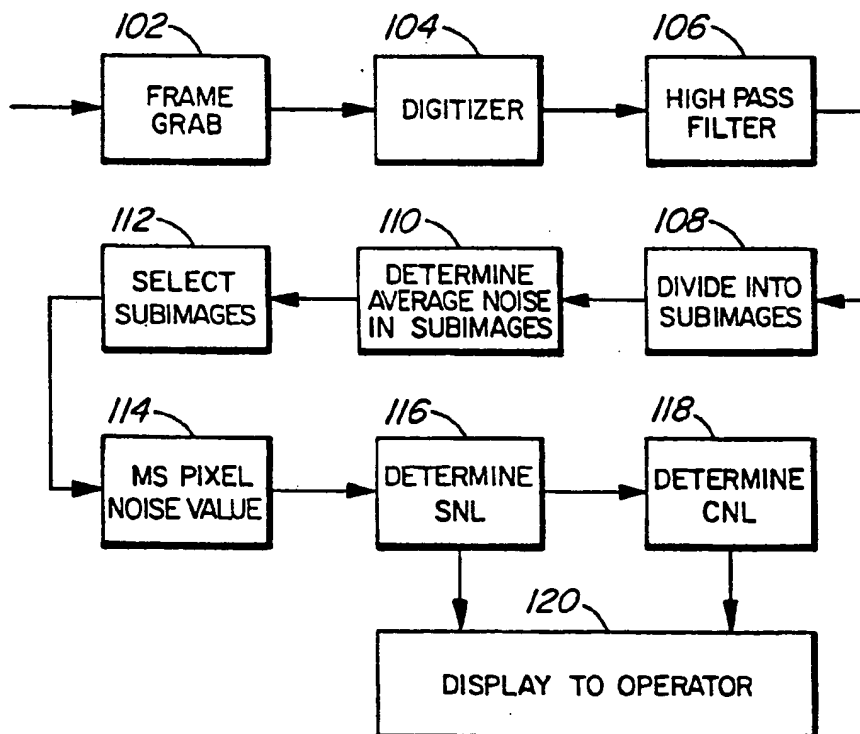 102
FRAME
GRAB
104
DIGITIZER
106
HIGH PASS
FILTER
112
SELECT
SUBIMAGES
110
DETERMINE
AVERAGE NOISE
IN SUBIMAGES
108
DIVIDE INTO
SUBIMAGES
114
MS PIXEL
NOISE VALUE
116
DETERMINE
SNL
118
DETERMINE
CNL
120
DISPLAY TO OPERATOR